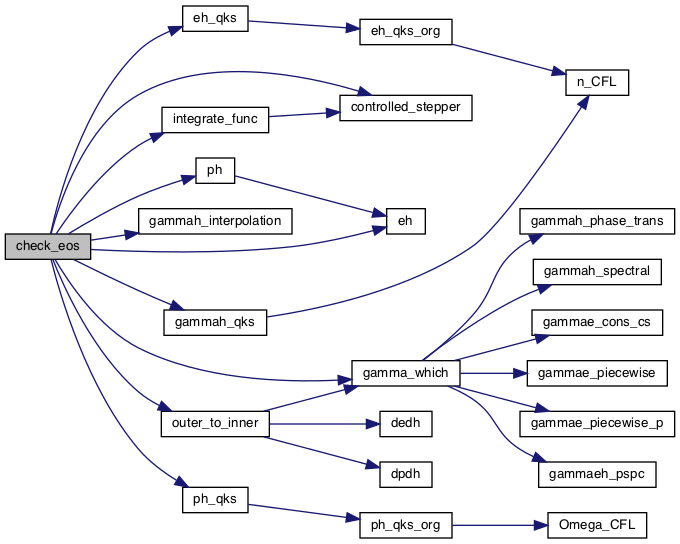 eh_qks
eh_qks_org
n_CFL
controlled_stepper
integrate_func
ph
gammah_interpolation
eh
gammah_phase_trans
check_eos
gammah_spectral
gammah_qks
gammae_cons_cs
gamma_which
gammae_piecewise
outer_to_inner
dedh
gammae_piecewise_p
dpdh
gammaeh_pspc
ph_qks
ph_qks_org
Omega_CFL